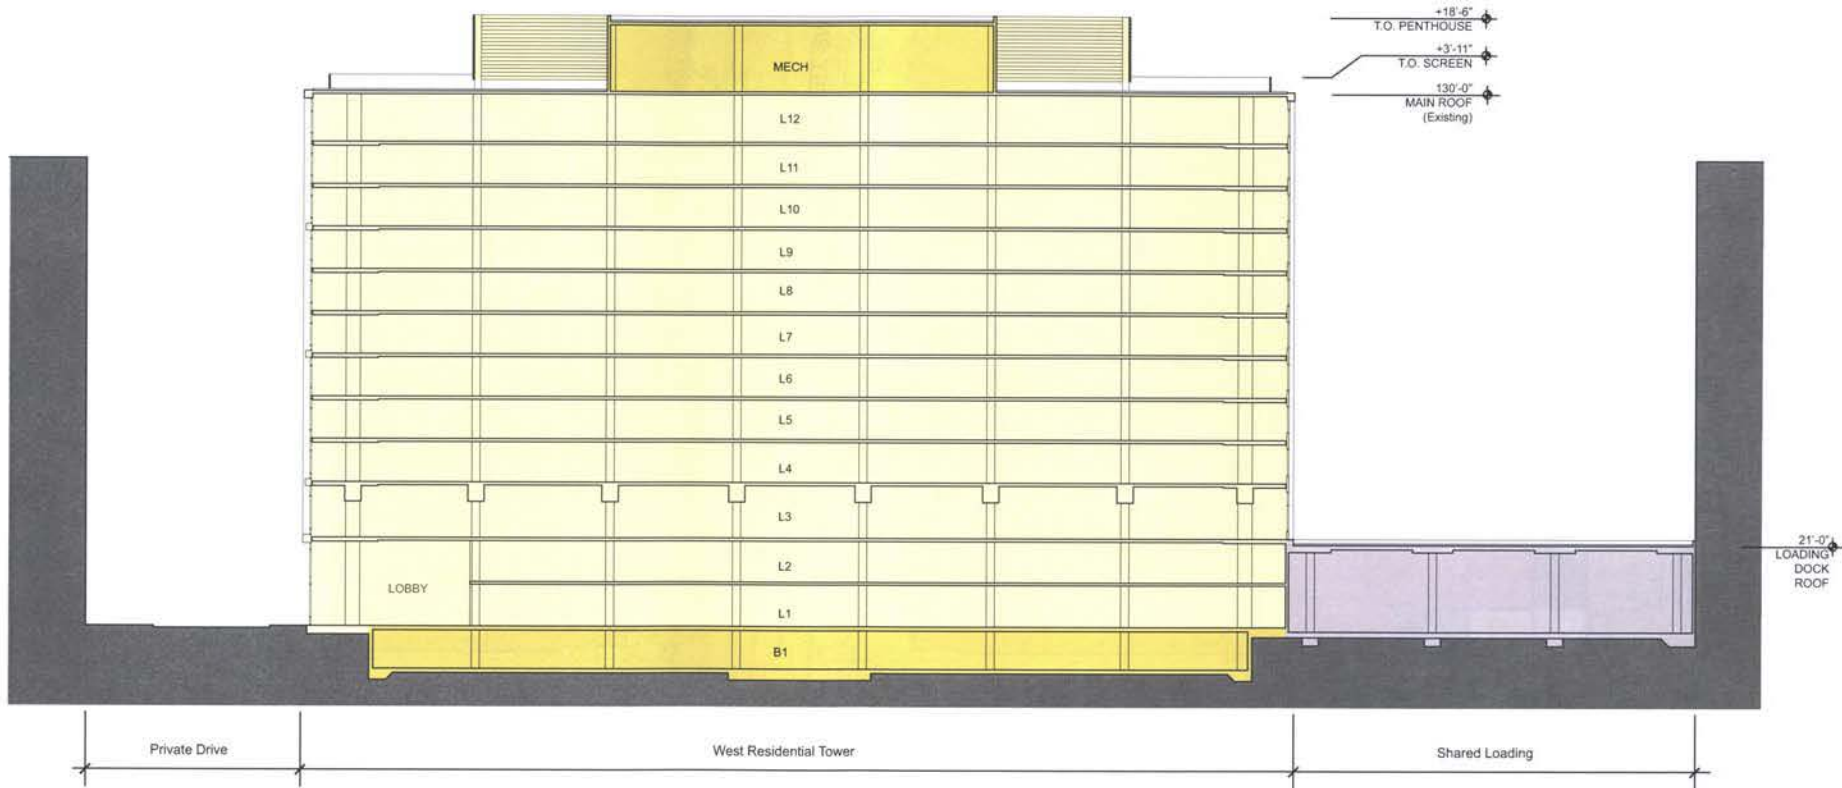 +18'-6"
T.O. PENTHOUSE
+3'-11"
T.O. SCREEN
130'-0"
MAIN ROOF
(Existing)
MECH
L12
L11
L10
L9
L8
L7
L6
L5
L4
L3
L2
LOBBY
L1
B1
21'-0"
LOADING
DOCK
ROOF
Private Drive
West Residential Tower
Shared Loading